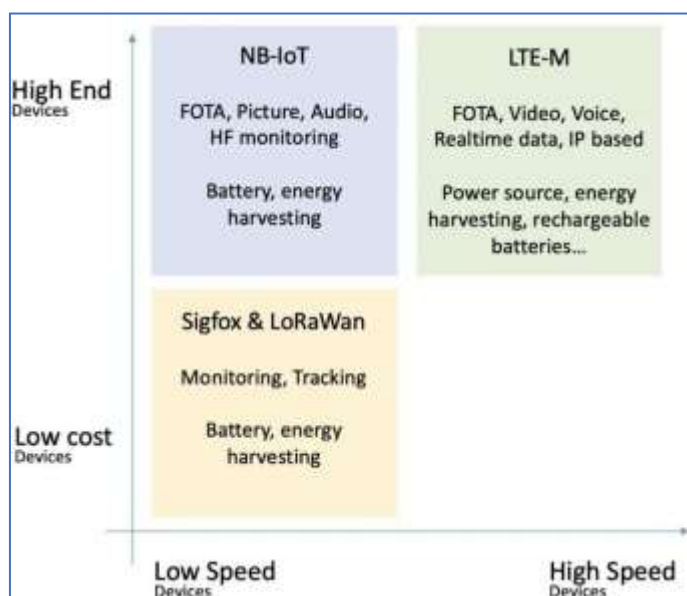 NB-IoT
FOTA, Picture, Audio,
HF monitoring
Battery, energy
harvesting
LTE-M
FOTA, Video, Voice,
Realtime data, IP based
Power source, energy
harvesting, rechargeable
batteries...
High End
Devices
Sigfox & LoRaWan
Monitoring, Tracking
Battery, energy
harvesting
Low cost
Devices
Low Speed
Devices
High Speed
Devices